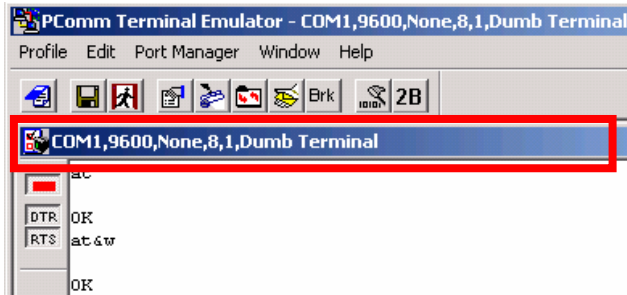 PComm Terminal Emulator - COM1,9600,None,8,1,Dumb Terminal
Profile Edit Port Manager Window Help
Brk 2B
COM1,9600,None,8,1,Dumb Terminal
at
DTR OK
RTS at&w
OK